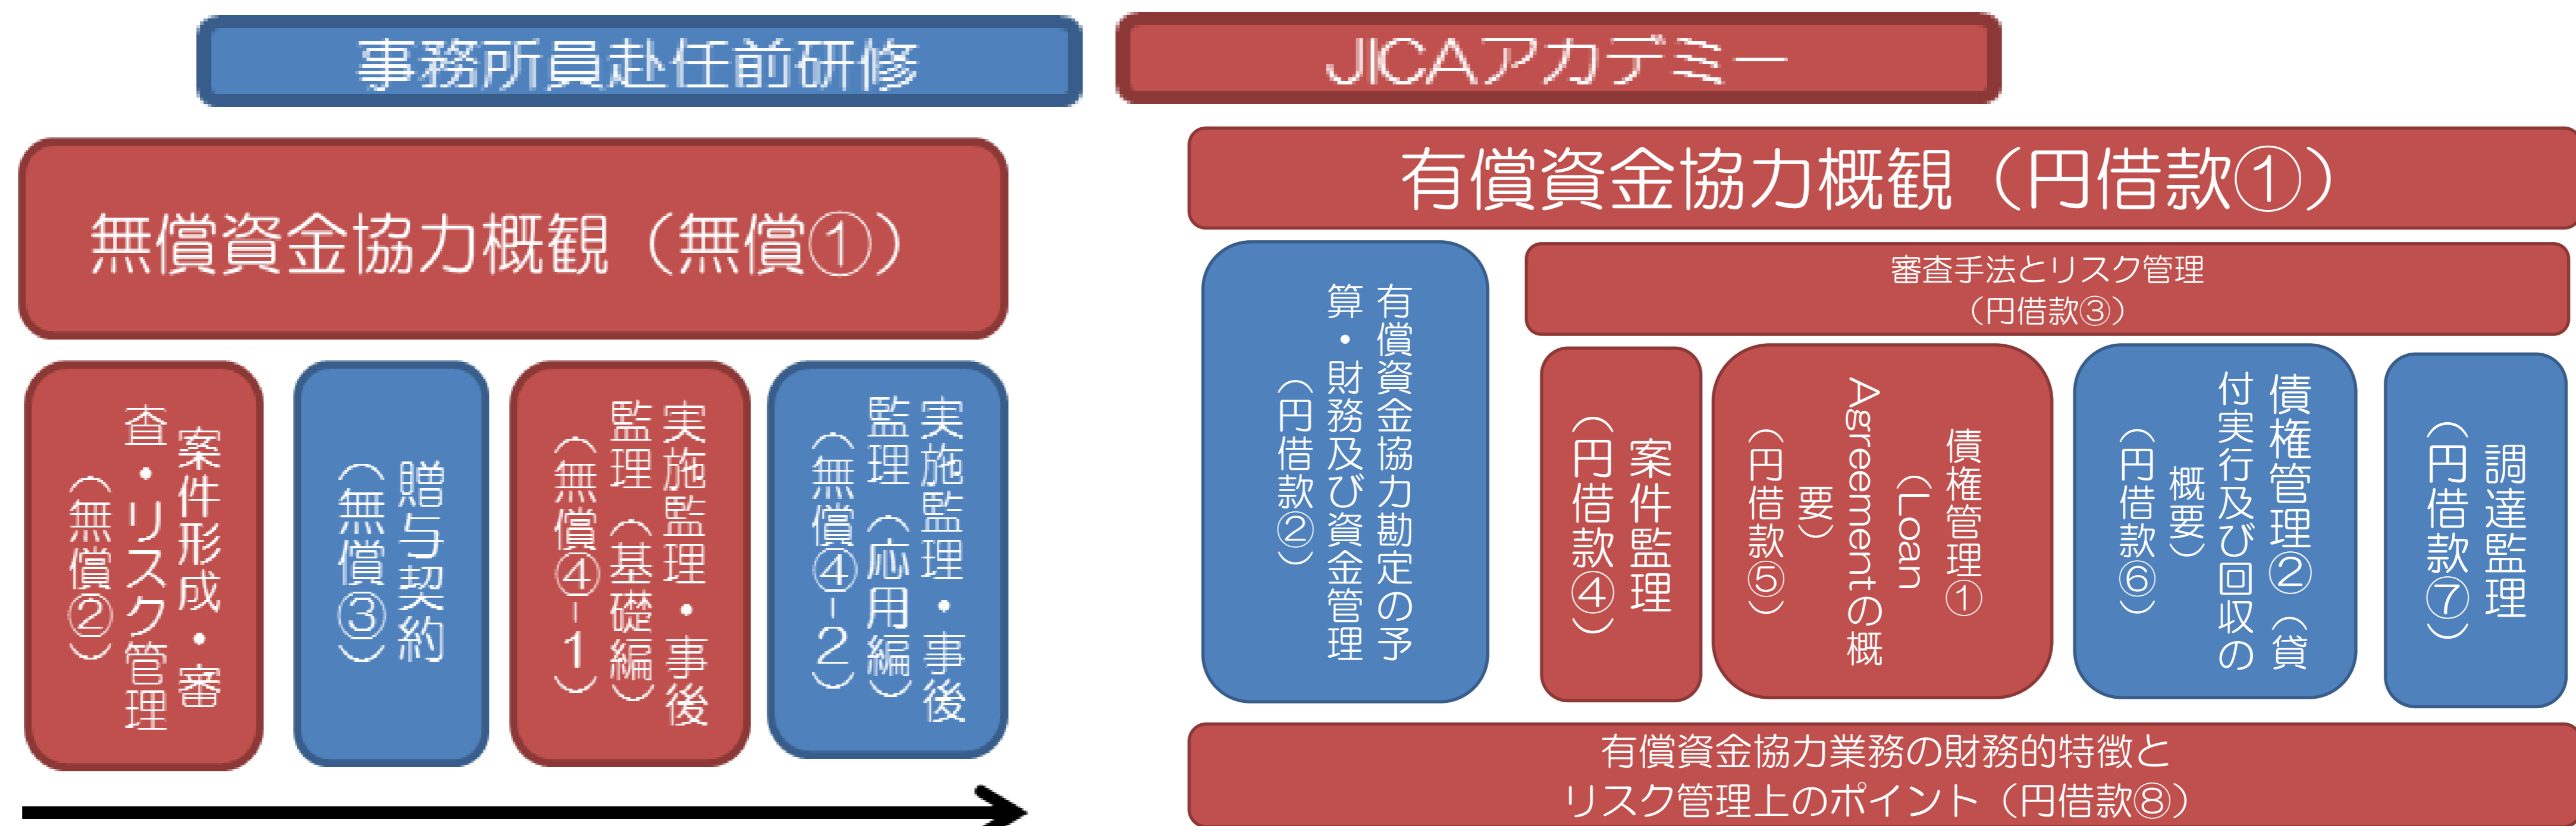 事務所員赴任前研修
JICAアカデミー
無償資金協力概観（無償①）
案件形成・審
査・リスク管理
（無償②）
贈与契約
（無償③）
実施監理・事後
監理（基礎編）
（無償④-1）
実施監理・事後
監理（応用編）
（無償④-2）
有償資金協力概観（円借款①）
有償資金協力勘定の予
算・財務及び資金管理
（円借款②）
審査手法とリスク管理
（円借款③）
案件監理
（円借款④）
債権管理①
（Loan
Agreementの概
要）
（円借款⑤）
債権管理②（貸
付実行及び回収の
概要）
（円借款⑥）
調達監理
（円借款⑦）
有償資金協力業務の財務的特徴と
リスク管理上のポイント（円借款⑧）